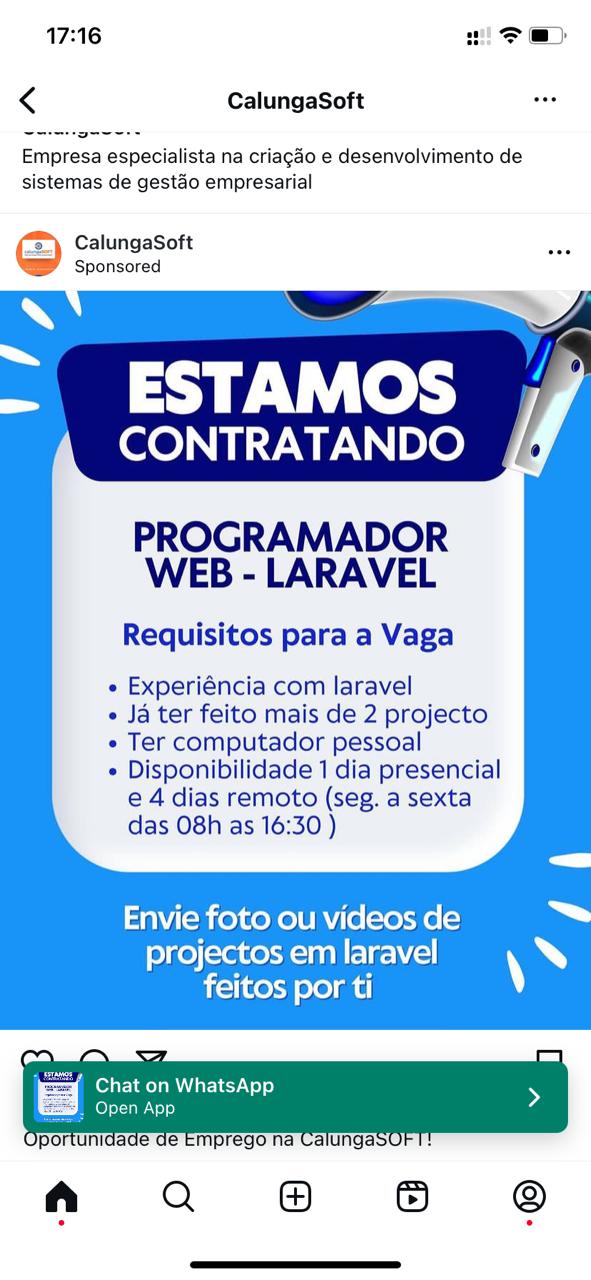 17:16
CalungaSoft
CalungaSoft
Empresa especialista na criação e desenvolvimento de
sistemas de gestão empresarial
CalungaSoft
Sponsored
ESTAMOS
CONTRATANDO
PROGRAMADOR
WEB - LARAVEL
Requisitos para a Vaga
• Experiência com laravel
• Já ter feito mais de 2 projecto
• Ter computador pessoal
• Disponibilidade 1 dia presencial
e 4 dias remoto (seg. a sexta
das 08h as 16:30 )
Envie foto ou vídeos de
projectos em laravel
feitos por ti
Chat on WhatsApp
Open App
Oportunidade de Emprego na CalungaSOFT!